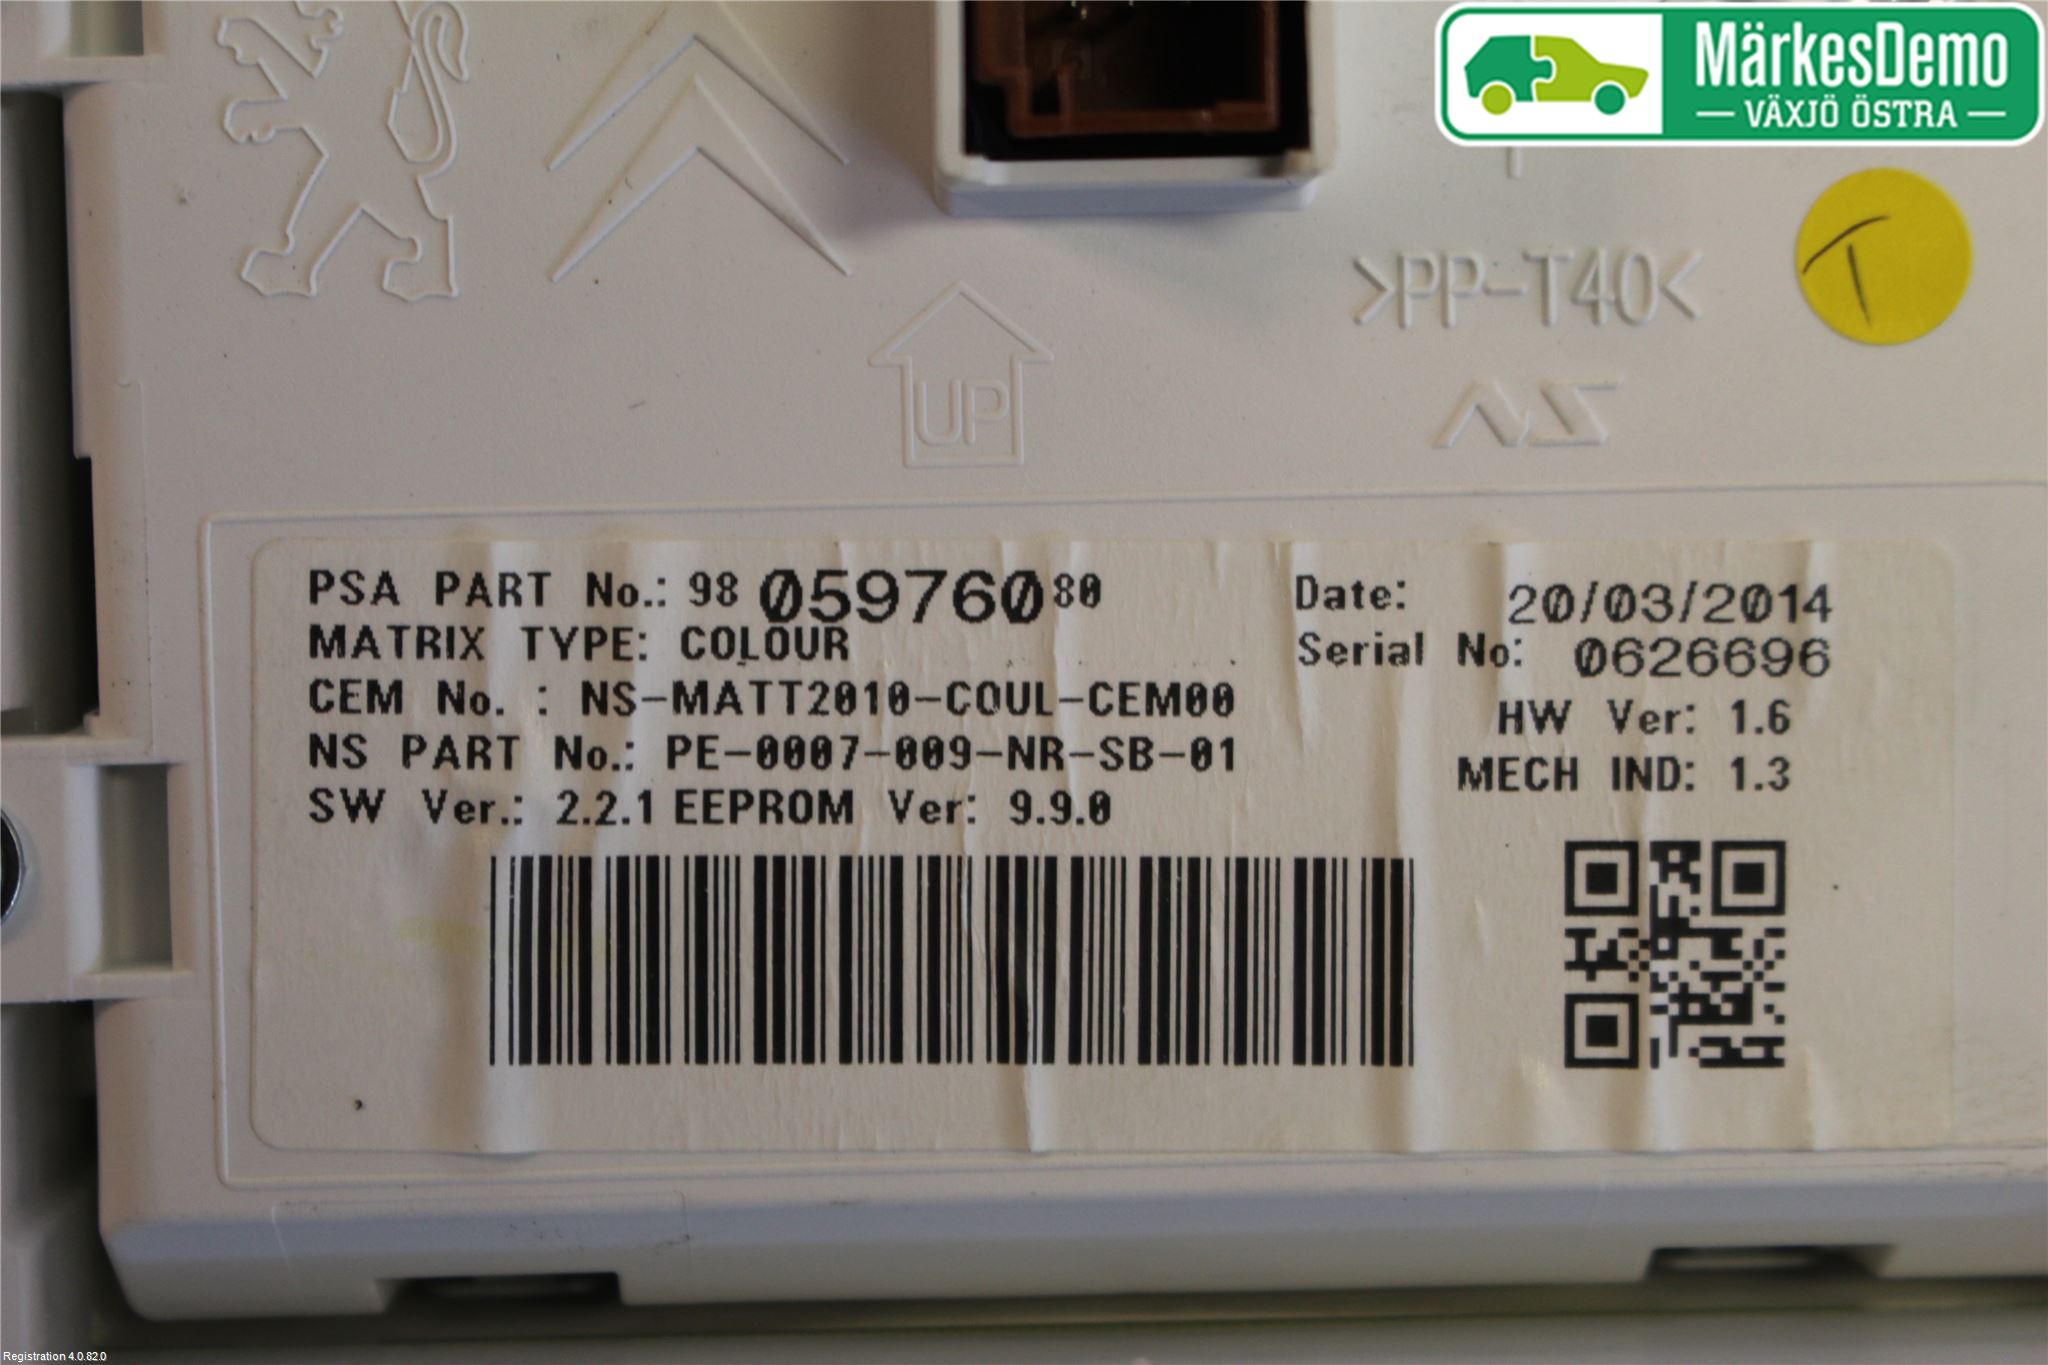 MärkesDemo
VÄXJÖ ÖSTRA
T
>PP-T40<
UP
NS
PSA PART No.: 98 059760 80
MATRIX TYPE: COLOUR
CEM No. : NS-MATT2010-COUL-CEM00
NS PART No.: PE-0007-009-NR-SB-01
SW Ver.: 2.2.1 EEPROM Ver: 9.9.0
Date: 20/03/2014
Serial No: 0626696
HW Ver: 1.6
MECH IND: 1.3
Registration 4.0.82.0